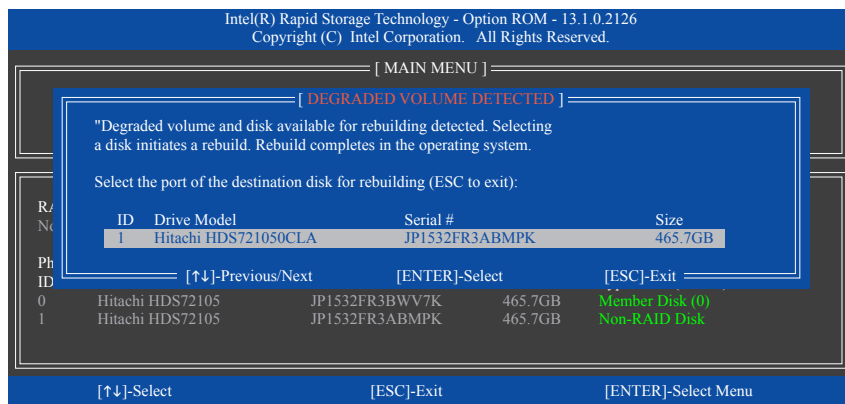 Intel(R) Rapid Storage Technology - Option ROM - 13.1.0.2126
Copyright (C) Intel Corporation. All Rights Reserved.
[ MAIN MENU ]
[ DEGRADED VOLUME DETECTED ]
"Degraded volume and disk available for rebuilding detected. Selecting
a disk initiates a rebuild. Rebuild completes in the operating system.
Select the port of the destination disk for rebuilding (ESC to exit):
ID Drive Model Serial # Size
1 Hitachi HDS721050CLA JP1532FR3ABMPK 465.7GB
[↑↓]-Previous/Next [ENTER]-Select [ESC]-Exit
ID
0 Hitachi HDS72105 JP1532FR3BWV7K 465.7GB Member Disk (0)
1 Hitachi HDS72105 JP1532FR3ABMPK 465.7GB Non-RAID Disk
[↑↓]-Select [ESC]-Exit [ENTER]-Select Menu